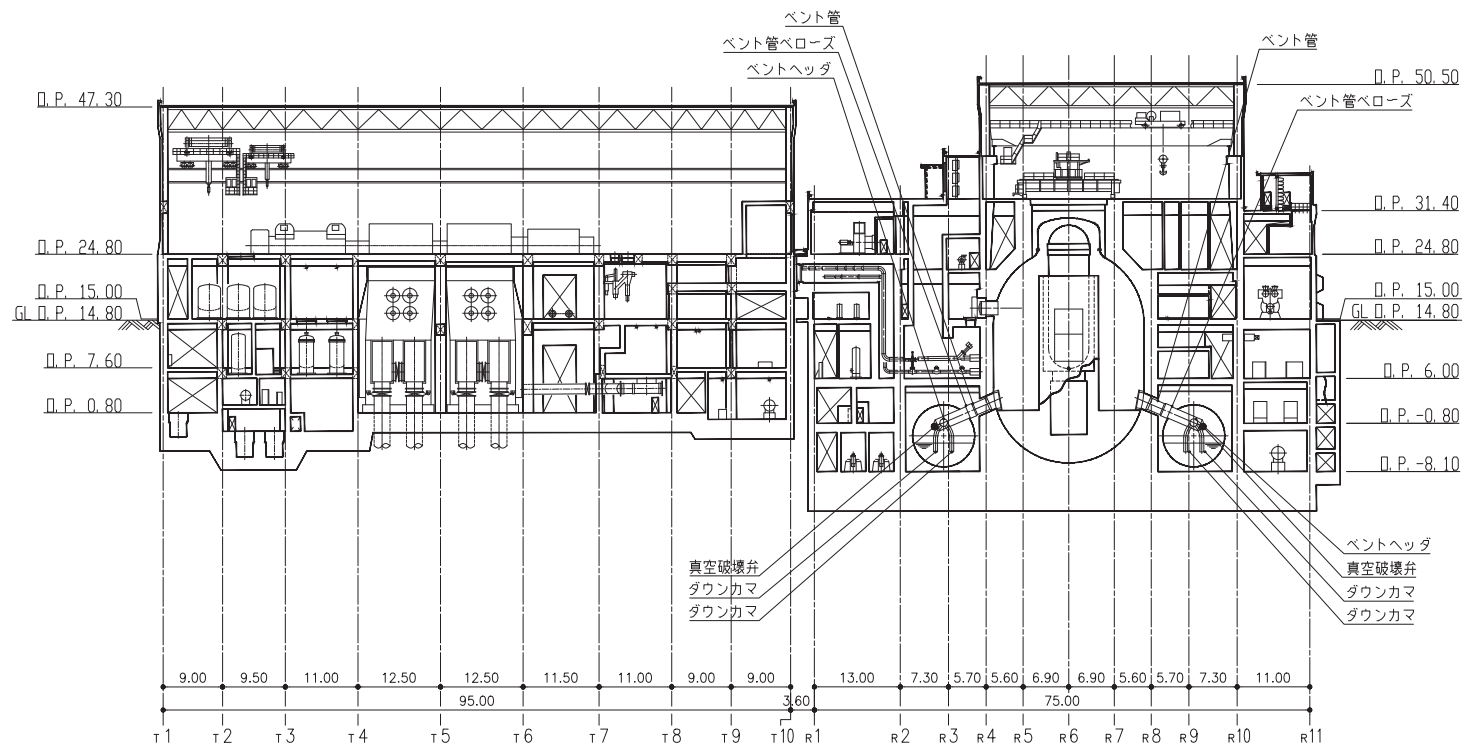 ベント管
ベント管ベローズ
ベントヘッダ
ベント管
ベント管ベローズ
O.P. 47.30
O.P. 24.80
O.P. 15.00
GL O.P. 14.80
O.P. 7.60
O.P. 0.80
O.P. 50.50
O.P. 31.40
O.P. 24.80
O.P. 15.00
GL O.P. 14.80
O.P. 6.00
O.P. -0.80
O.P. -8.10
真空破壊弁
ダウンカマ
ダウンカマ
ベントヘッダ
真空破壊弁
ダウンカマ
ダウンカマ
9.00 9.50 11.00 12.50 12.50 11.50 11.00 9.00 9.00 13.00 7.30 5.70 5.60 6.90 6.90 5.60 5.70 7.30 11.00
95.00 3.60 75.00
T1 T2 T3 T4 T5 T6 T7 T8 T9 T10 R1 R2 R3 R4 R5 R6 R7 R8 R9 R10 R11